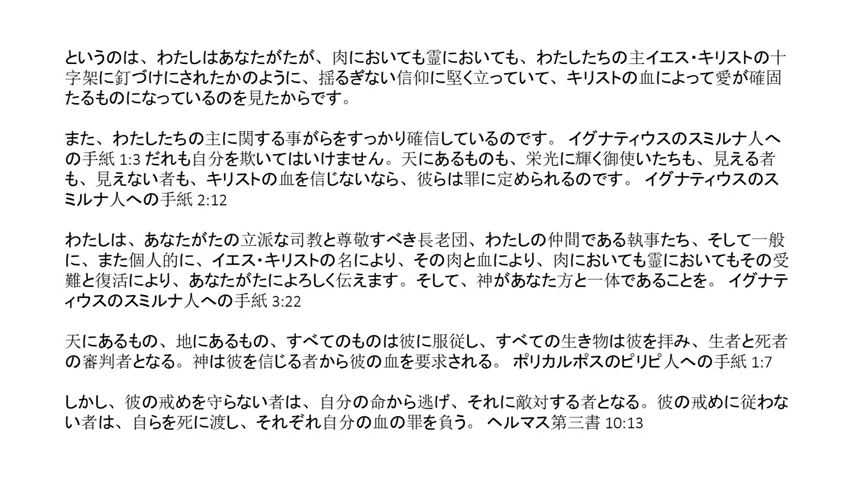 というのは、わたしはあなたがたが、肉においても霊においても、わたしたちの主イエス・キリストの十
字架に釘づけにされたかのように、揺るぎない信仰に堅く立っていて、キリストの血によって愛が確固
たるものになっているのを見たからです。
また、わたしたちの主に関する事がらをすっかり確信しているのです。 イグナティウスのスミルナ人へ
の手紙 1:3 だれも自分を欺いてはいけません。天にあるものも、栄光に輝く御使いたちも、見える者
も、見えない者も、キリストの血を信じないなら、彼らは罪に定められるのです。 イグナティウスのス
ミルナ人への手紙 2:12
わたしは、あなたがたの立派な司教と尊敬すべき長老団、わたしの仲間である執事たち、そして一般
に、また個人的に、イエス・キリストの名により、その肉と血により、肉においても霊においてもその受
難と復活により、あなたがたによろしく伝えます。そして、神があなた方と一体であることを。 イグナテ
ィウスのスミルナ人への手紙 3:22
天にあるもの、地にあるもの、すべてのものは彼に服従し、すべての生き物は彼を拝み、生者と死者
の審判者となる。神は彼を信じる者から彼の血を要求される。 ポリカルポスのピリピ人への手紙 1:7
しかし、彼の戒めを守らない者は、自分の命から逃げ、それに敵対する者となる。彼の戒めに従わな
い者は、自らを死に渡し、それぞれ自分の血の罪を負う。 ヘルマス第三書 10:13